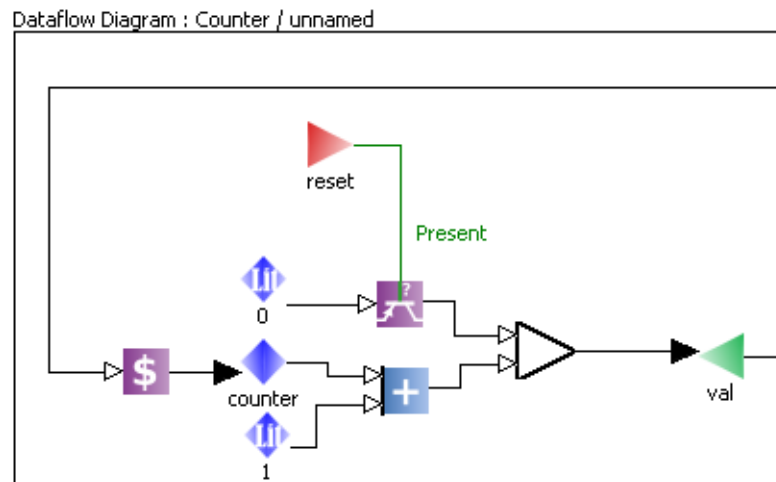 Dataflow Diagram : Counter / unnamed
reset
Present
Lit
?
0
$
counter
+
val
Lit
1